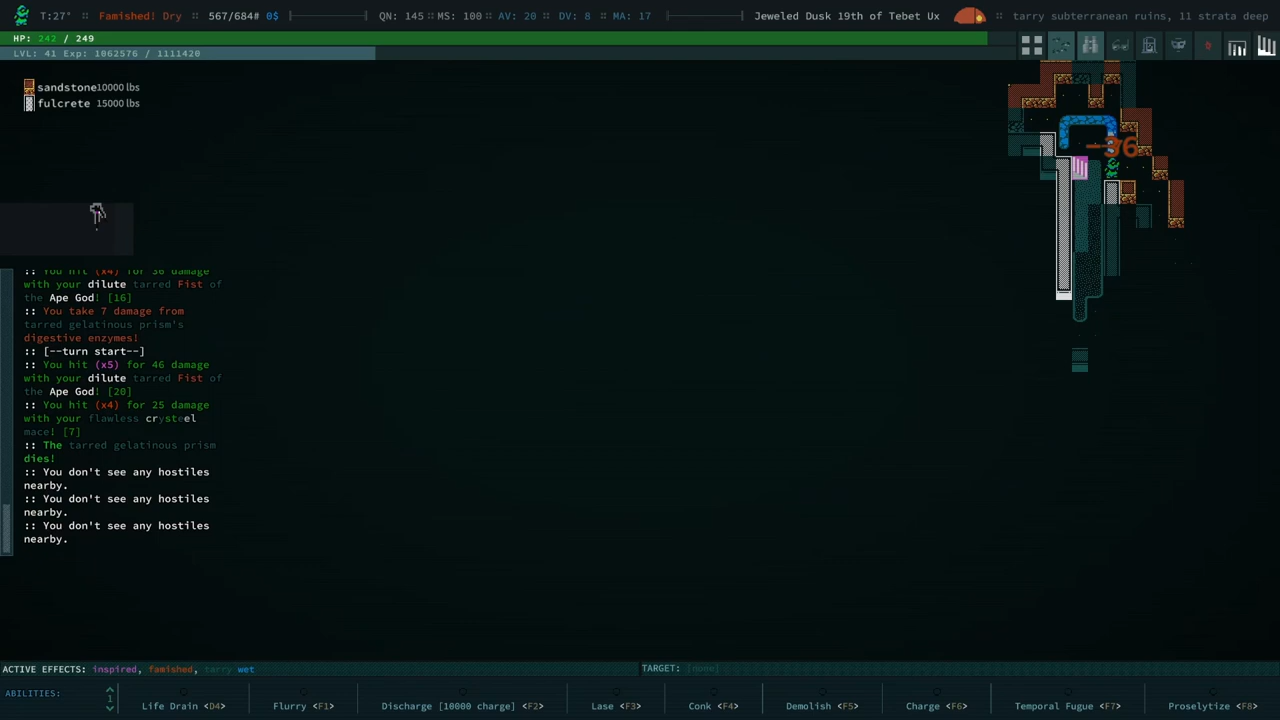 T:27° :: Famished! Dry :: 567/684# 0$ QN: 145 :: MS: 100 :: AV: 20 :: DV: 8 :: MA: 17 Jeweled Dusk 19th of Tebet Ux :: tarry subterranean ruins, 11 strata deep
HP: 242 / 249
LVL: 41 Exp: 1062576 / 1111420
sandstone 10000 lbs
fulcrete 15000 lbs
-36
:: You hit (x4) for 36 damage
with your dilute tarred Fist of
the Ape God! [16]
:: You take 7 damage from
tarred gelatinous prism's
digestive enzymes!
:: [--turn start--]
:: You hit (x5) for 46 damage
with your dilute tarred Fist of
the Ape God! [20]
:: You hit (x4) for 25 damage
with your flawless crysteel
mace! [7]
:: The tarred gelatinous prism
dies!
:: You don't see any hostiles
nearby.
:: You don't see any hostiles
nearby.
:: You don't see any hostiles
nearby.
ACTIVE EFFECTS: inspired, famished, tarry wet TARGET: [none]
ABILITIES: 1 Life Drain <D4> Flurry <F1> Discharge [10000 charge] <F2> Lase <F3> Conk <F4> Demolish <F5> Charge <F6> Temporal Fugue <F7> Proselytize <F8>